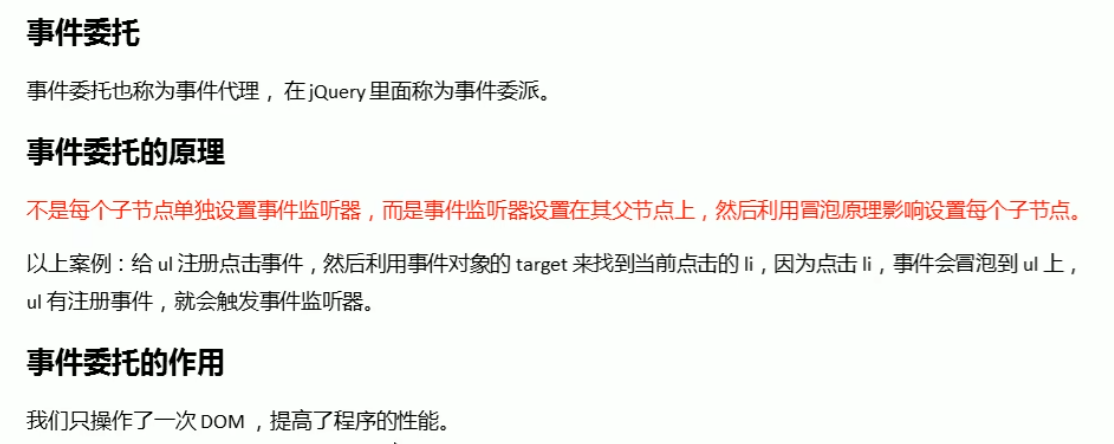 事件委托
事件委托也称为事件代理， 在 jQuery 里面称为事件委派。
事件委托的原理
不是每个子节点单独设置事件监听器，而是事件监听器设置在其父节点上，然后利用冒泡原理影响设置每个子节点。
以上案例：给 ul 注册点击事件，然后利用事件对象的 target 来找到当前点击的 li，因为点击 li，事件会冒泡到 ul 上，
ul 有注册事件，就会触发事件监听器。
事件委托的作用
我们只操作了一次 DOM ，提高了程序的性能。